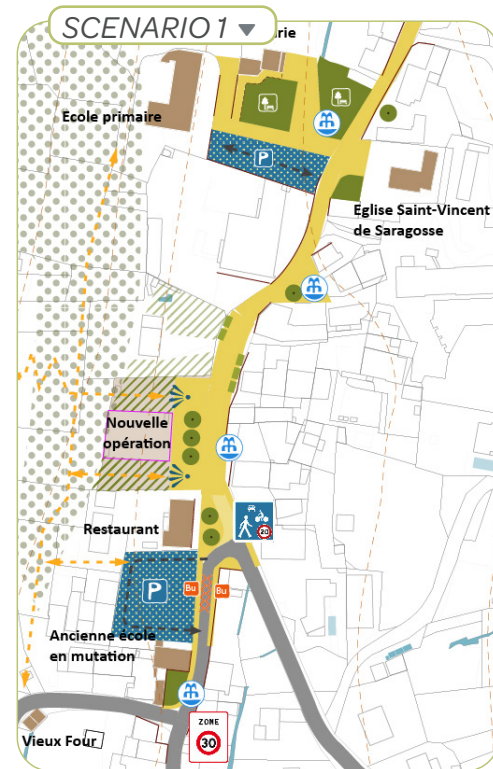 SCENARIO 1
rie
Ecole primaire
P
Eglise Saint-Vincent
de Saragosse
Nouvelle
opération
20
Restaurant
P
Bu
Bu
Ancienne école
en mutation
Vieux Four
ZONE
30